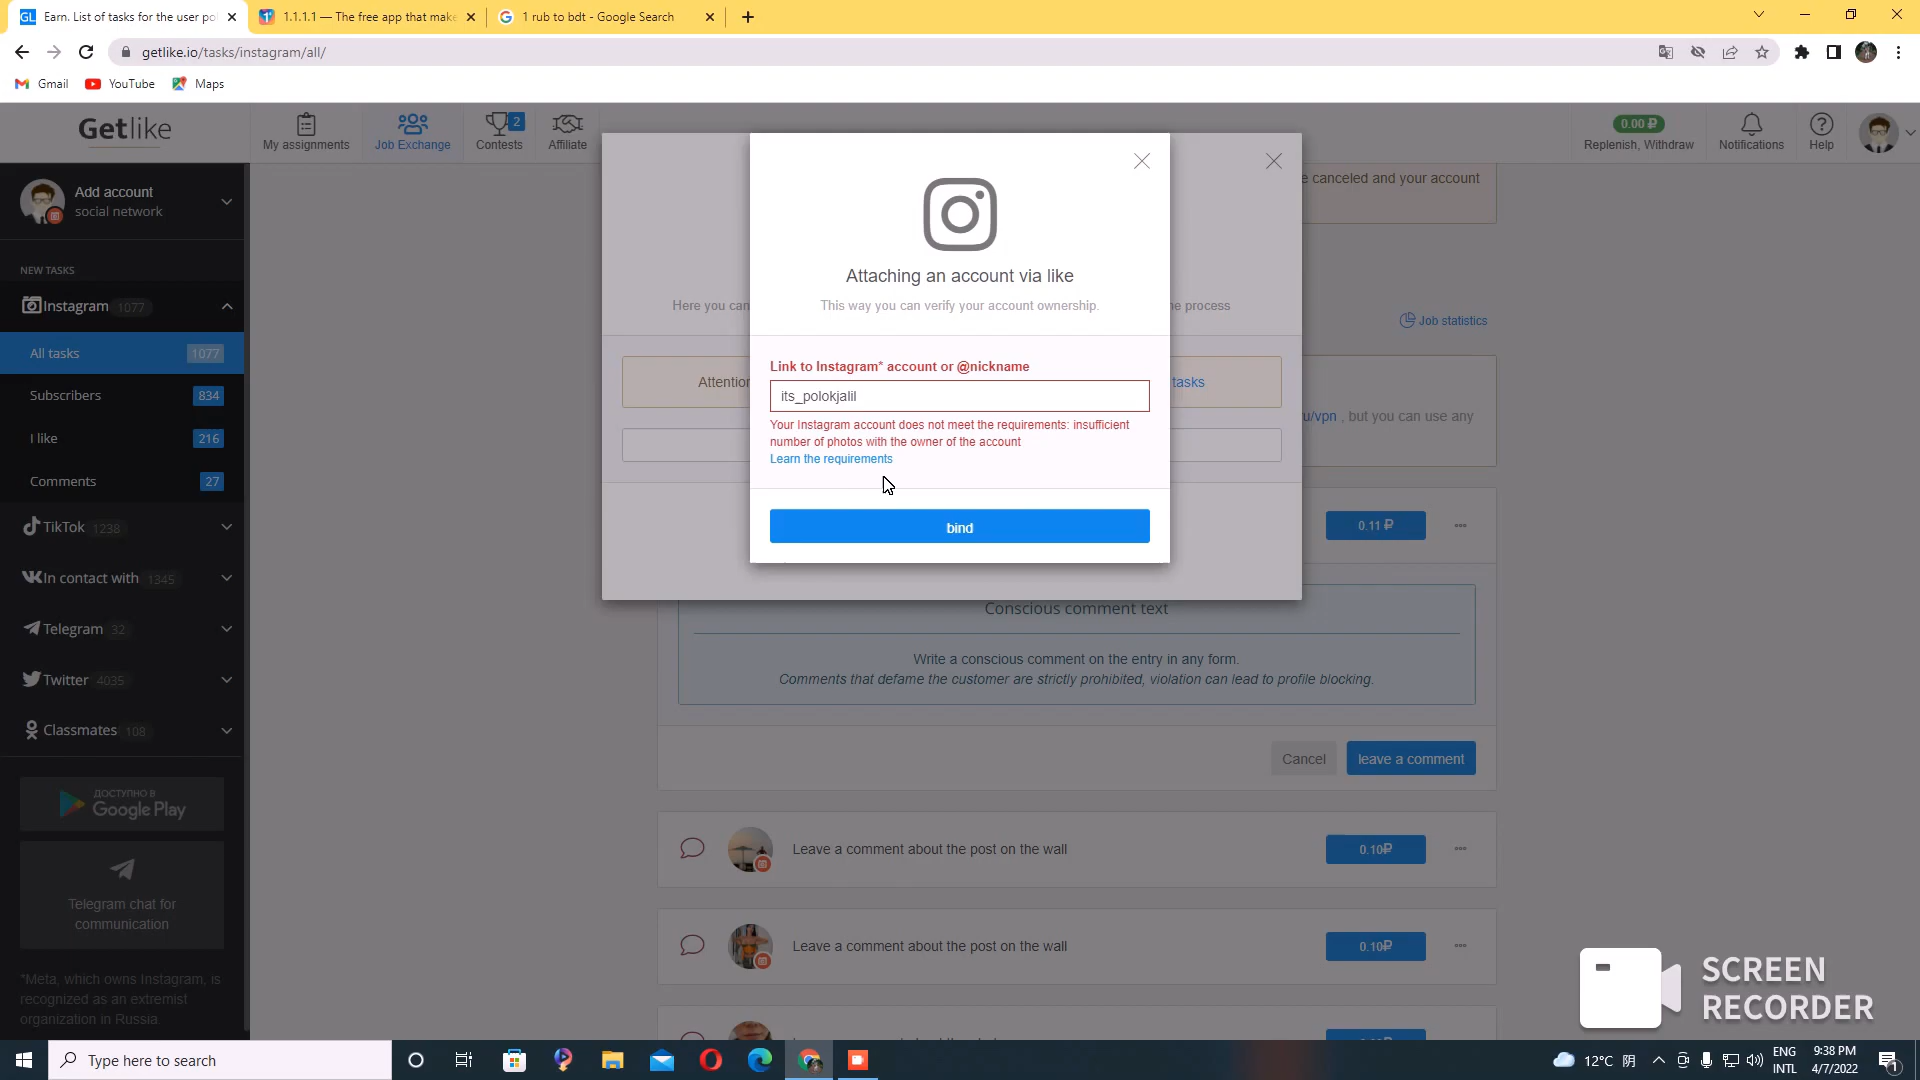 Earn. List of tasks for the user pol
1.1.1.1 — The free app that make
1 rub to bdt - Google Search
getlike.io/tasks/instagram/all/
Gmail
YouTube
Maps
Getlike
My assignments
Job Exchange
2
Contests
Affiliate
0.00 ₽
Replenish, Withdraw
Notifications
Help
Add account
social network
NEW TASKS
Instagram 1077
All tasks 1077
Subscribers 834
I like 216
Comments 27
TikTok 1238
In contact with 1345
Telegram 32
Twitter 4035
Classmates 108
ДОСТУПНО В
Google Play
Telegram chat for
communication
*Meta, which owns Instagram, is
recognized as an extremist
organization in Russia.
e canceled and your account
Job statistics
Here you can
e process
Attention
tasks
u/vpn , but you can use any
Attaching an account via like
This way you can verify your account ownership.
Link to Instagram* account or @nickname
its_polokjalil
Your Instagram account does not meet the requirements: insufficient
number of photos with the owner of the account
Learn the requirements
bind
0.11 ₽
Conscious comment text
Write a conscious comment on the entry in any form.
Comments that defame the customer are strictly prohibited, violation can lead to profile blocking.
Cancel
leave a comment
Leave a comment about the post on the wall
0.10₽
Leave a comment about the post on the wall
0.10₽
SCREEN
RECORDER
Type here to search
12°C 阴
ENG
INTL
9:38 PM
4/7/2022
1